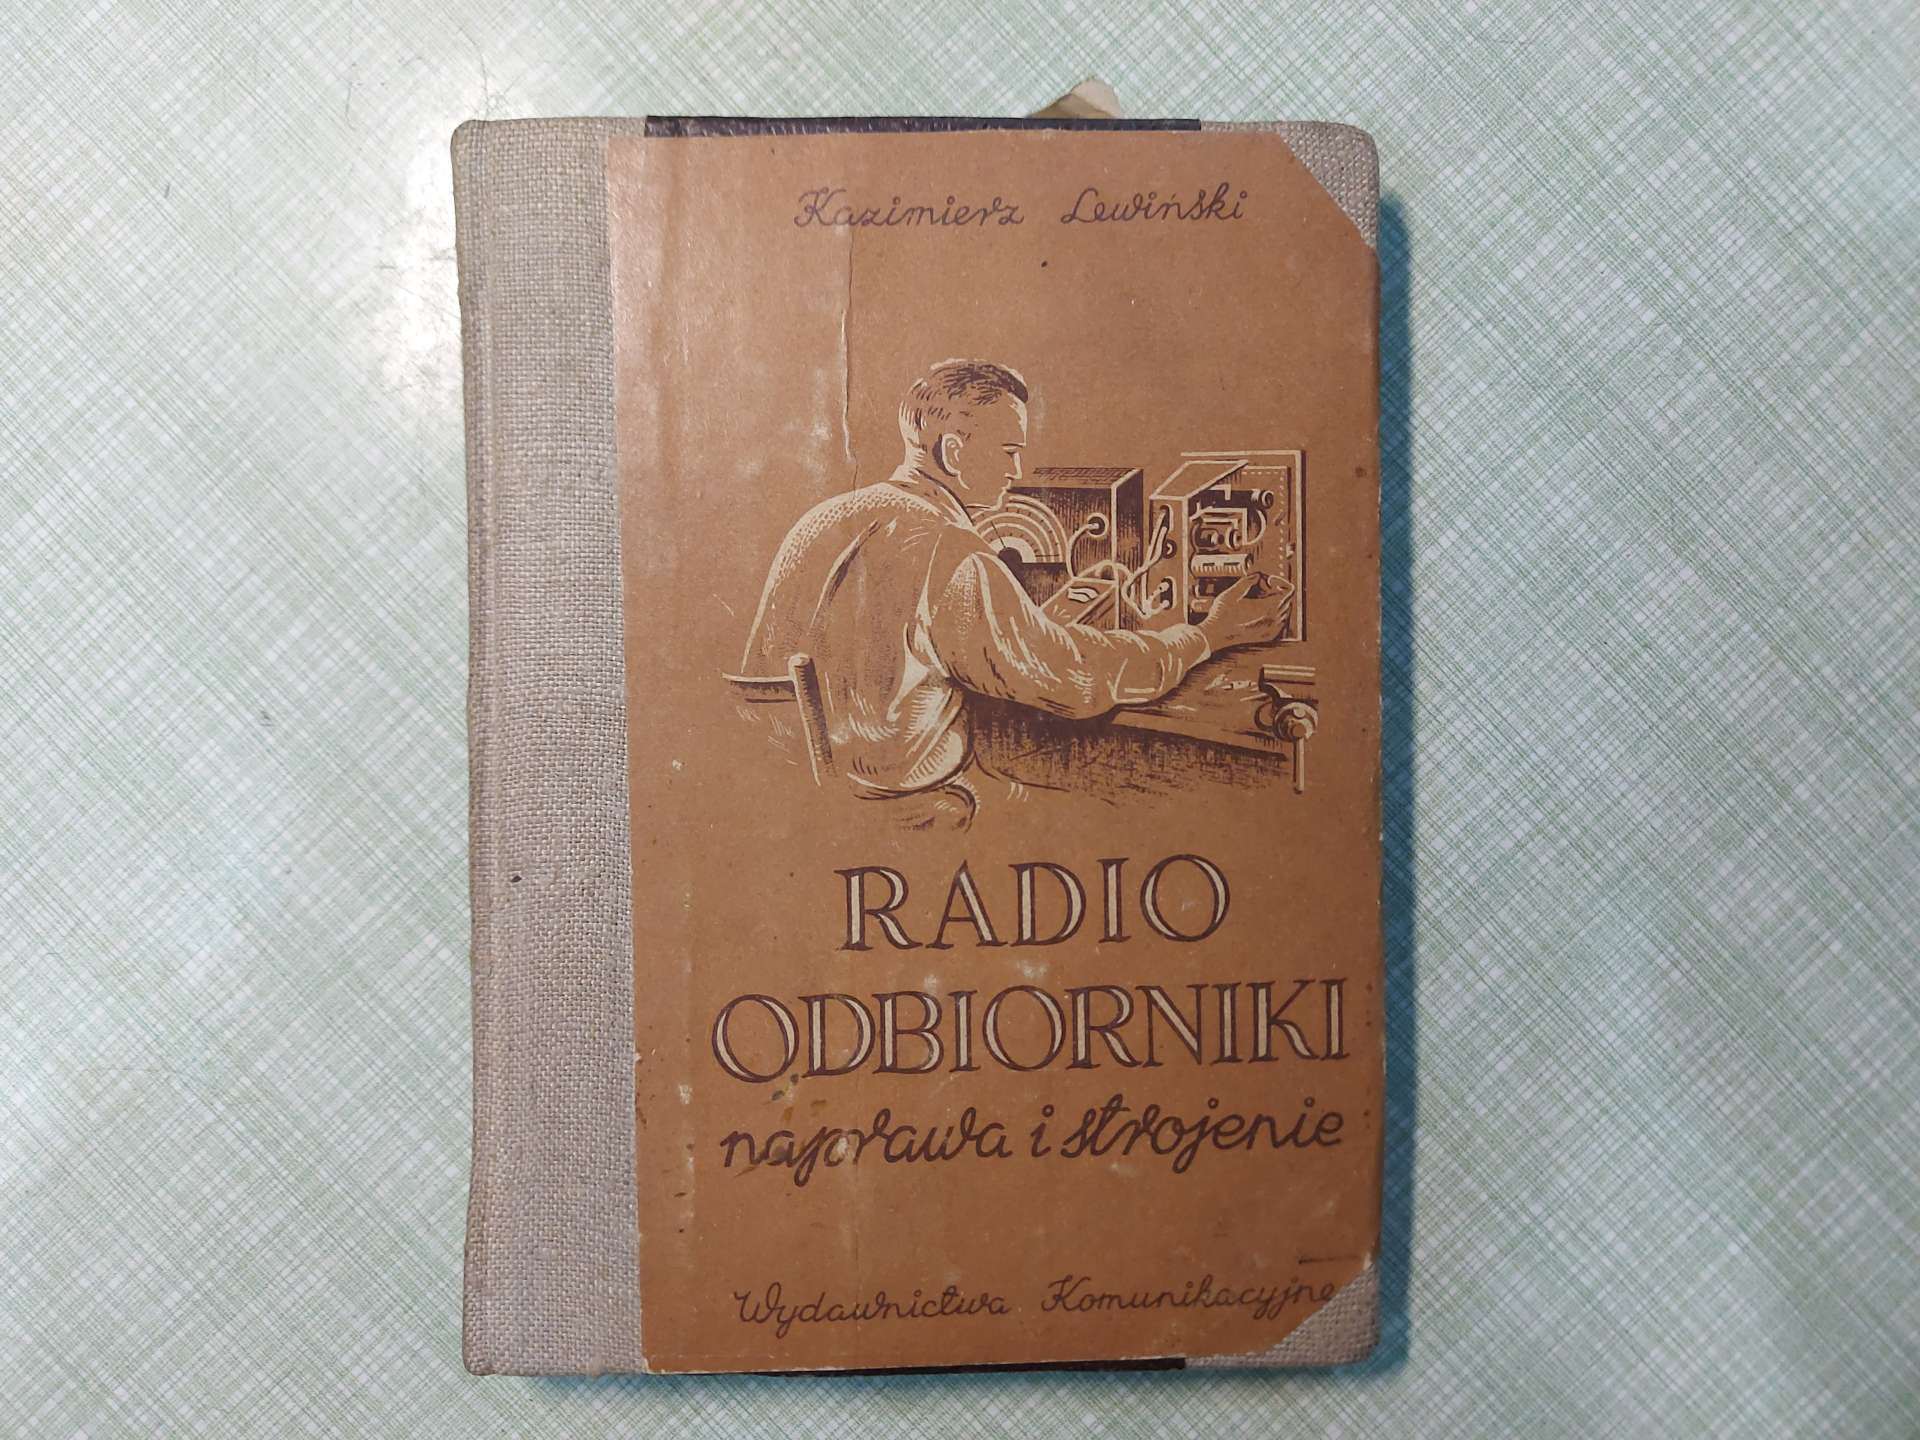 Kazimierz Lewiński
RADIO
ODBIORNIKI
naprawa i strojenie
Wydawnictwa Komunikacyjne